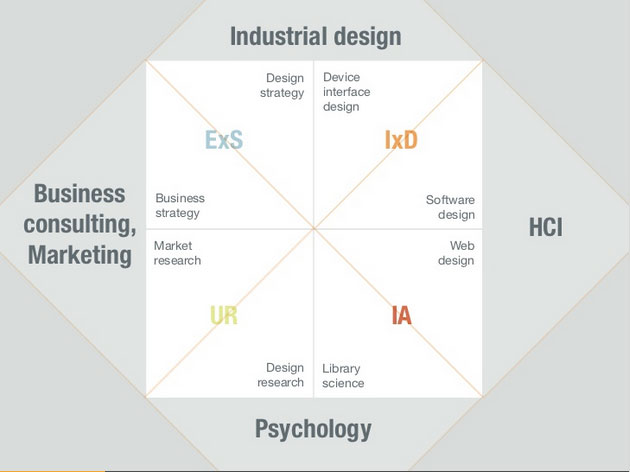 Industrial design
Design
strategy
Device
interface
design
ExS
IxD
Business
strategy
Software
design
Business
consulting,
Marketing
HCI
Market
research
Web
design
UR
IA
Design
research
Library
science
Psychology